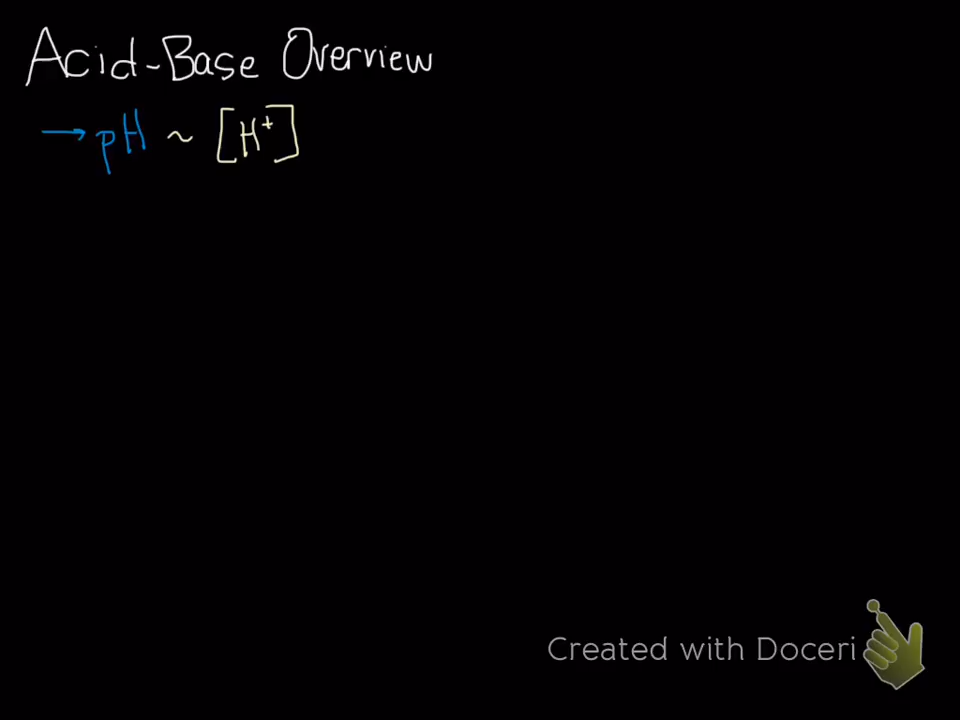 Acid-Base Overview
→ pH ~ [H⁺]
Created with Doceri